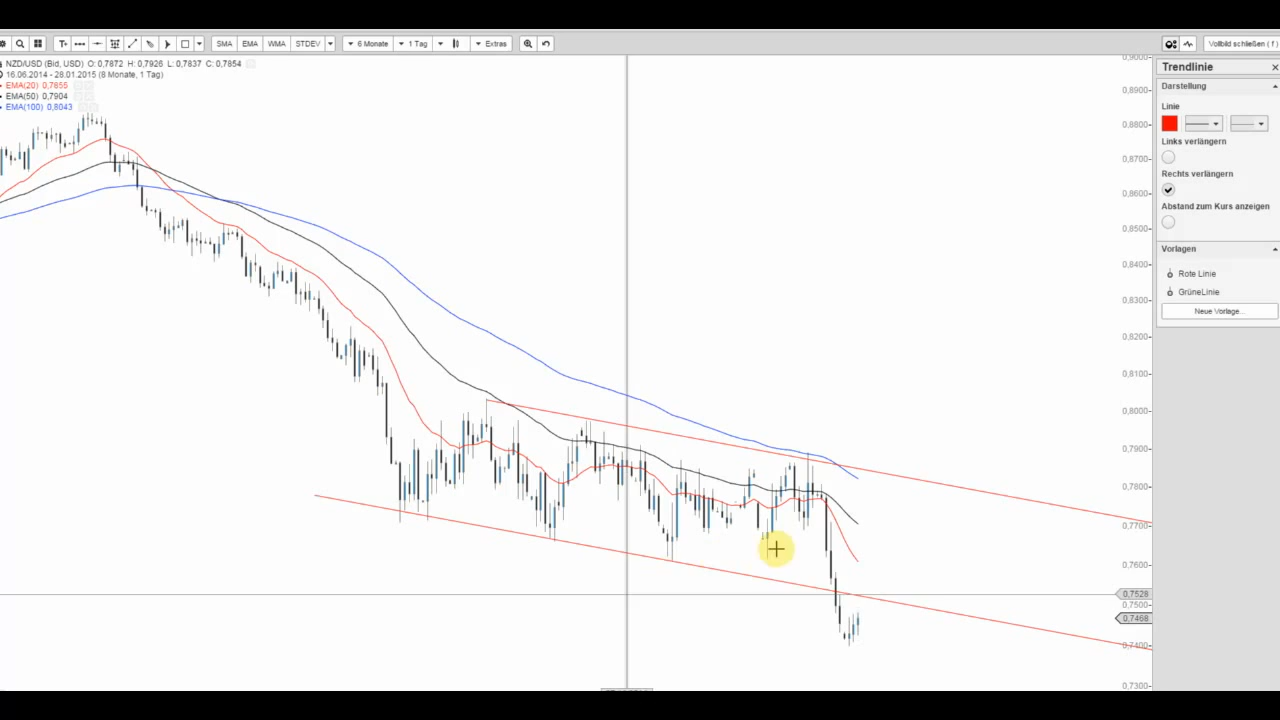 SMA EMA WMA STDEV 6 Monate 1 Tag Extras Vollbild schließen ( f )
NZD/USD (Bid, USD) O: 0,7872 H: 0,7926 L: 0,7837 C: 0,7854
16.06.2014 - 28.01.2015 (8 Monate, 1 Tag)
EMA(20) 0,7855
EMA(50) 0,7904
EMA(100) 0,8043
0,9000
0,8900
0,8800
0,8700
0,8600
0,8500
0,8400
0,8300
0,8200
0,8100
0,8000
0,7900
0,7800
0,7700
0,7600
0,7528
0,7500
0,7468
0,7400
0,7300
Trendlinie
Darstellung
Linie
Links verlängern
Rechts verlängern
Abstand zum Kurs anzeigen
Vorlagen
Rote Linie
GrüneLinie
Neue Vorlage...